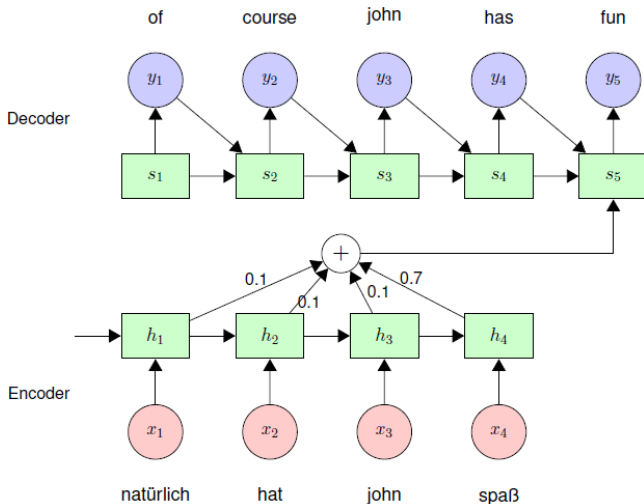 of course john has fun
y1 y2 y3 y4 y5
Decoder
s1 s2 s3 s4 s5
+
0.1 0.1 0.1 0.7
h1 h2 h3 h4
Encoder
x1 x2 x3 x4
natürlich hat john spaß